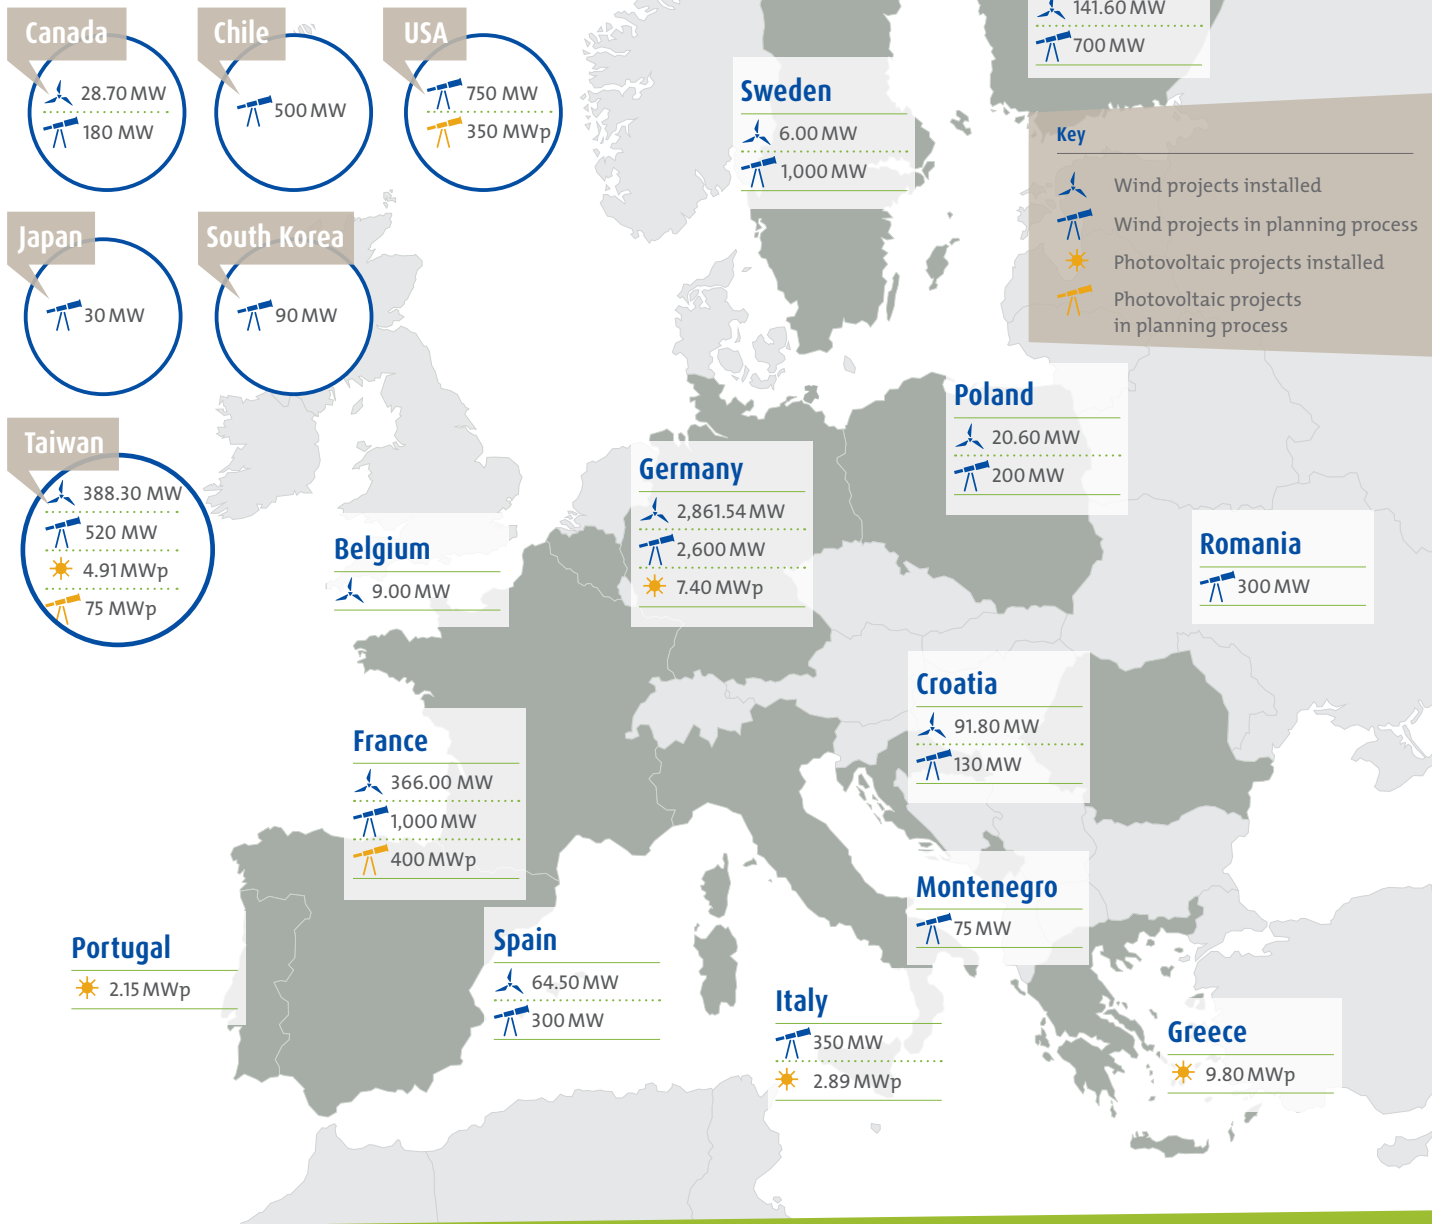 Canada
28.70 MW
180 MW
Chile
500 MW
USA
750 MW
350 MWp
141.60 MW
700 MW
Sweden
6.00 MW
1,000 MW
Key
Wind projects installed
Wind projects in planning process
Photovoltaic projects installed
Photovoltaic projects
in planning process
Japan
30 MW
South Korea
90 MW
Taiwan
388.30 MW
520 MW
4.91 MWp
75 MWp
Poland
20.60 MW
200 MW
Germany
2,861.54 MW
2,600 MW
7.40 MWp
Belgium
9.00 MW
Romania
300 MW
Croatia
91.80 MW
130 MW
France
366.00 MW
1,000 MW
400 MWp
Montenegro
75 MW
Portugal
2.15 MWp
Spain
64.50 MW
300 MW
Italy
350 MW
2.89 MWp
Greece
9.80 MWp